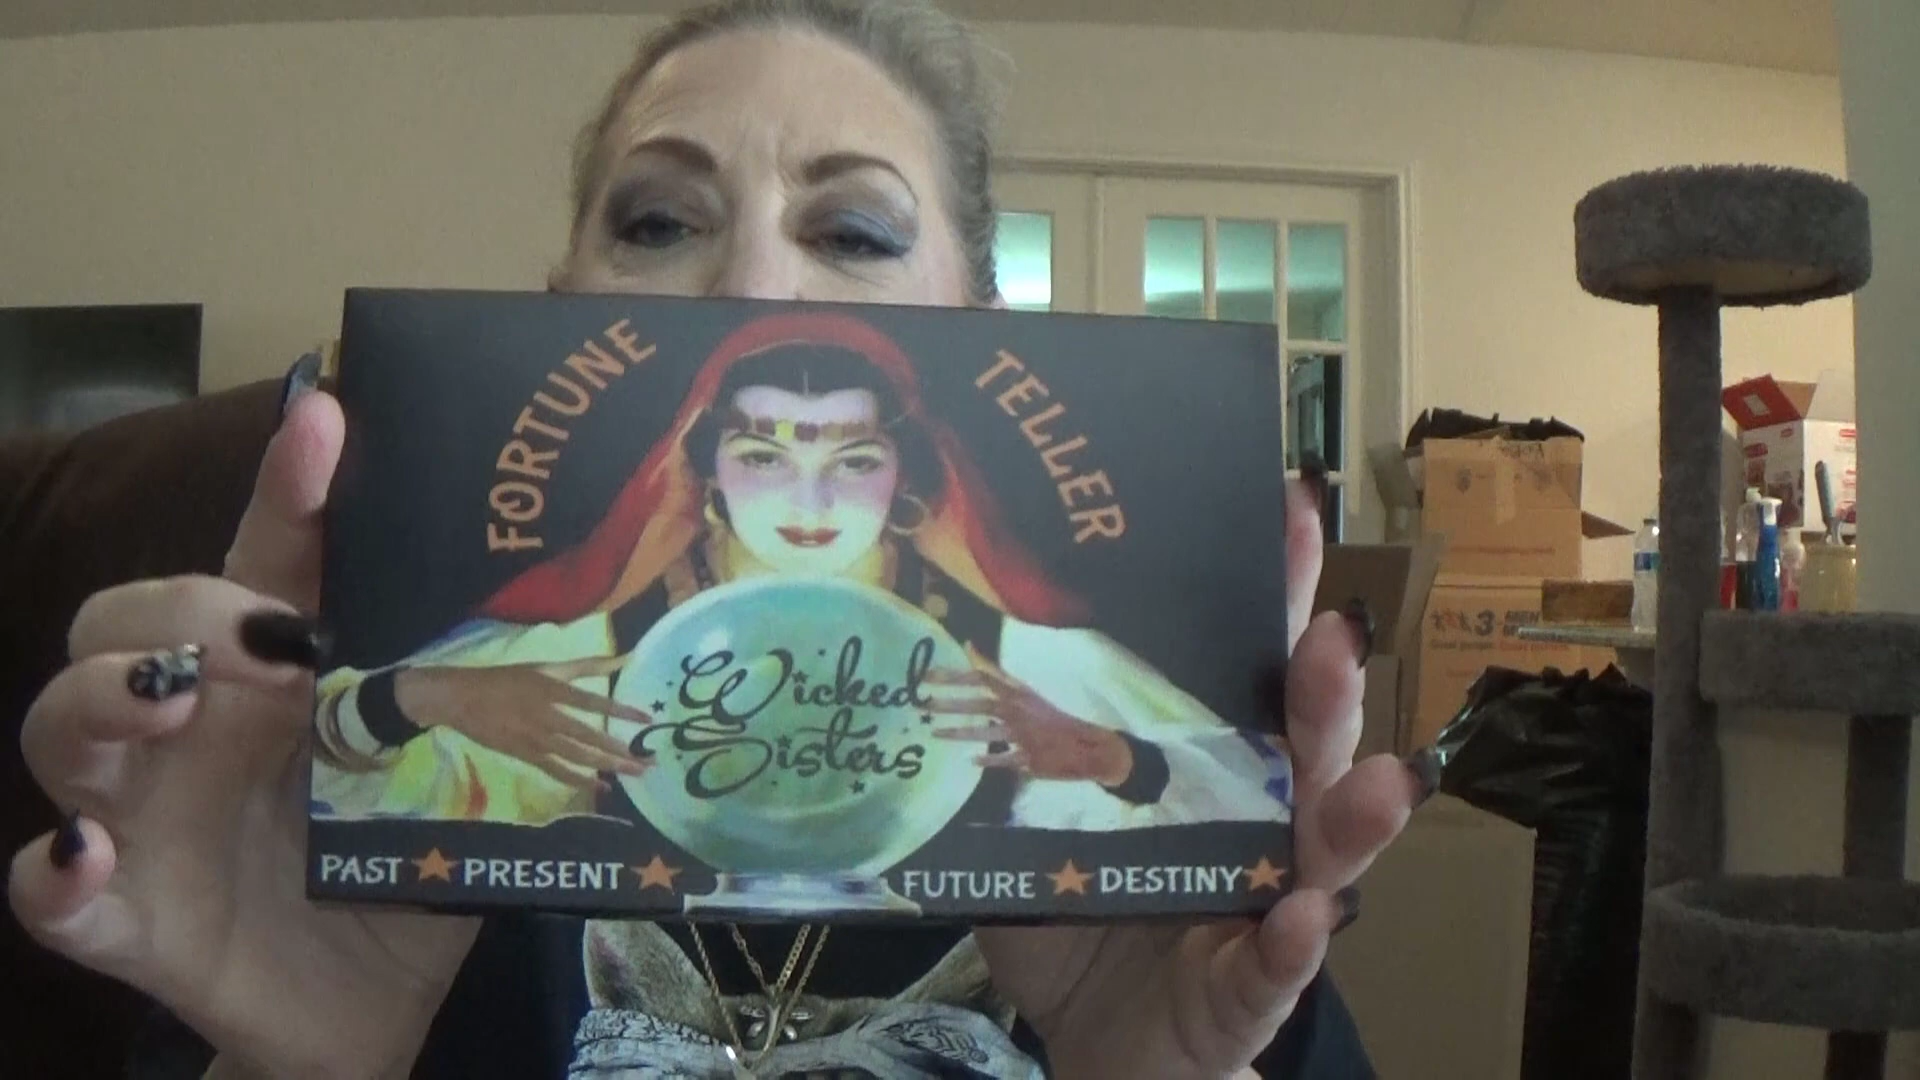 FORTUNE TELLER
Wicked
Sisters
PAST ★ PRESENT ★ FUTURE ★ DESTINY ★